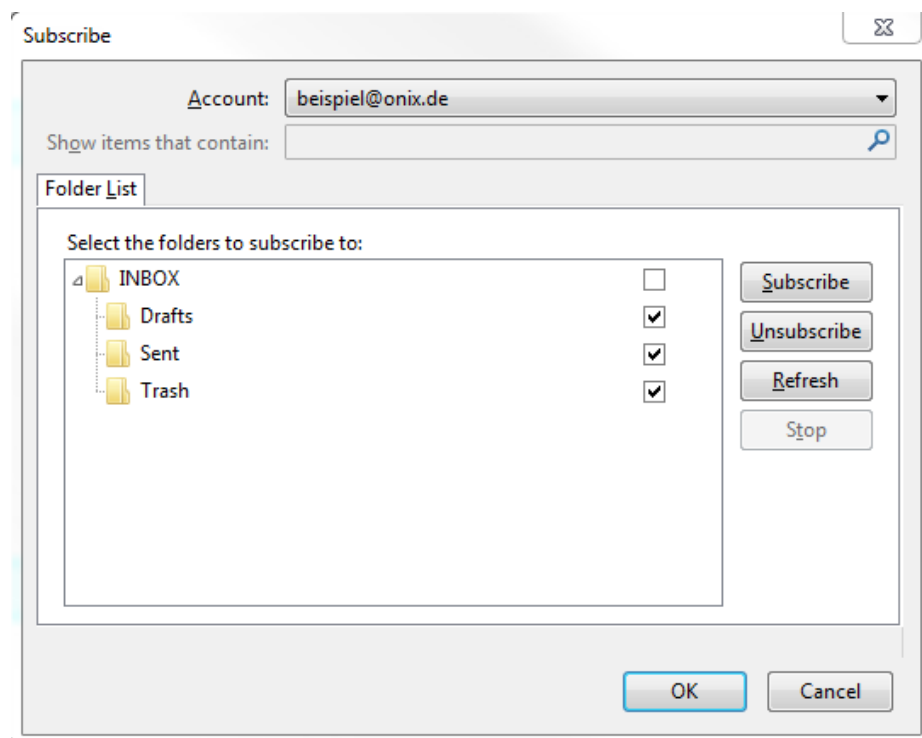 Subscribe
Account: beispiel@onix.de
Show items that contain:
Folder List
Select the folders to subscribe to:
INBOX
Drafts
Sent
Trash
Subscribe
Unsubscribe
Refresh
Stop
OK
Cancel